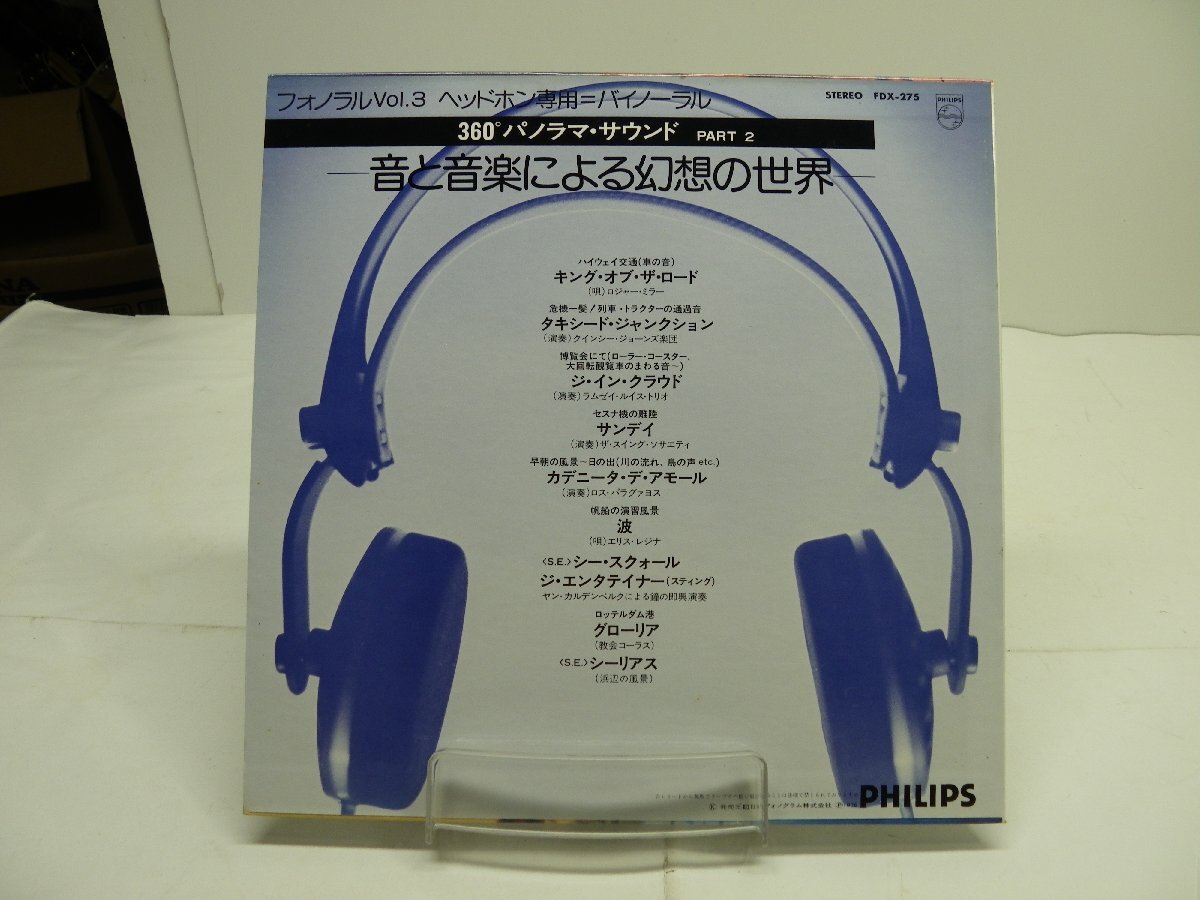 フォノラルVol.3 ヘッドホン専用=バイノーラル
STEREO FDX-275
PHILIPS
360°パノラマ・サウンド PART 2
音と音楽による幻想の世界
ハイウェイ交通(車の音)
キング・オブ・ザ・ロード
(唄)ロジャー・ミラー
危機一髪!列車・トラクターの通過音
タキシード・ジャンクション
(演奏)クインシー・ジョーンズ楽団
博覧会にて(ローラー・コースター、
大回転観覧車のまわる音〜)
ジ・イン・クラウド
(演奏)ラムゼイ・ルイス・トリオ
セスナ機の離陸
サンデイ
(演奏)ザ・スイング・ソサエティ
早朝の風景〜日の出(川の流れ、鳥の声etc.)
カデニータ・デ・アモール
(演奏)ロス・パラグァヨス
帆船の演習風景
波
(唄)エリス・レジナ
〈S.E.〉シー・スクォール
ジ・エンタテイナー(スティング)
ヤン・カルデンベルクによる鐘の即興演奏
ロッテルダム港
グローリア
(教会コーラス)
〈S.E.〉シーリアス
(浜辺の風景)
フォノグラム株式会社
PHILIPS